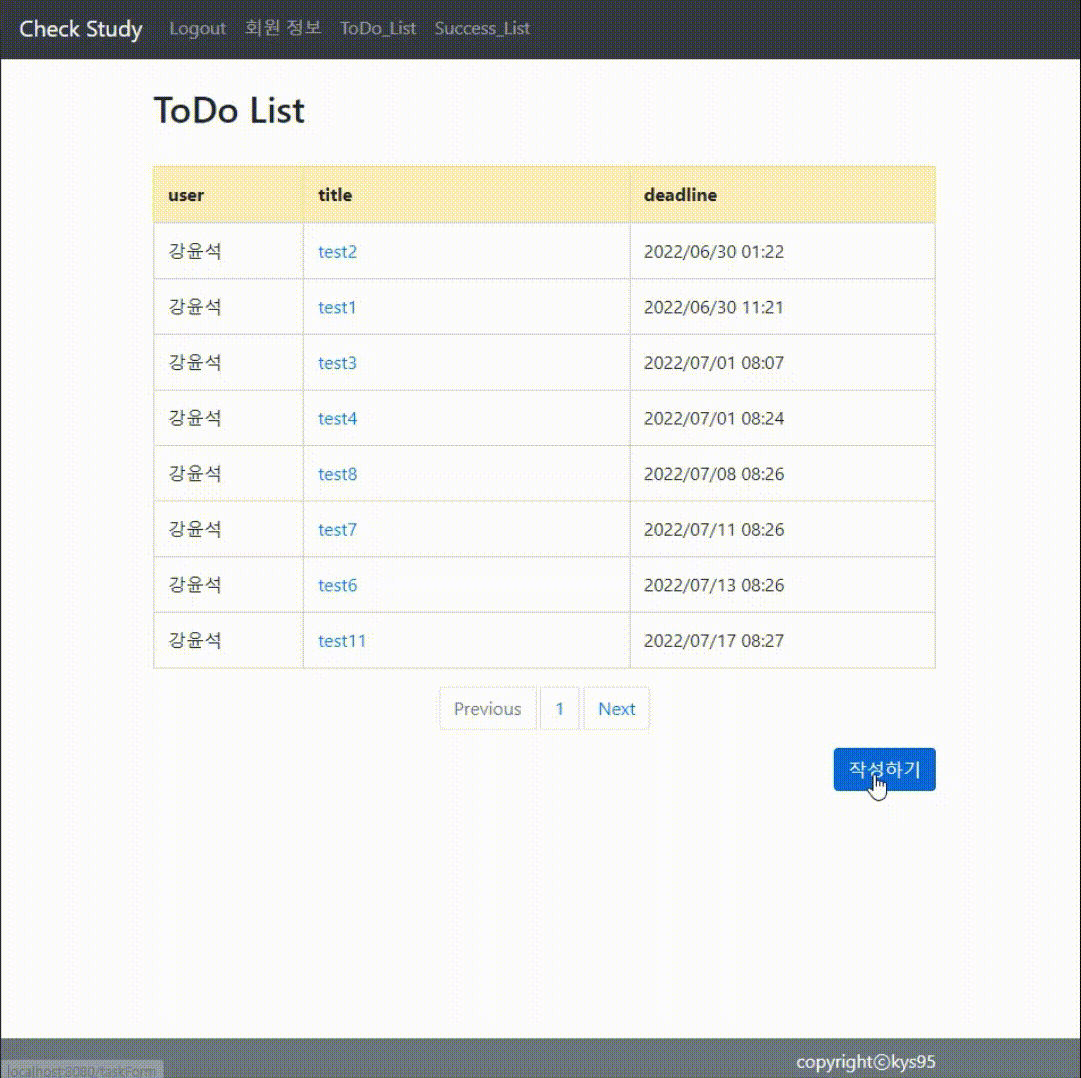 Check Study Logout 회원 정보 ToDo_List Success_List
ToDo List
user title deadline
강윤석 test2 2022/06/30 01:22
강윤석 test1 2022/06/30 11:21
강윤석 test3 2022/07/01 08:07
강윤석 test4 2022/07/01 08:24
강윤석 test8 2022/07/08 08:26
강윤석 test7 2022/07/11 08:26
강윤석 test6 2022/07/13 08:26
강윤석 test11 2022/07/17 08:27
Previous 1 Next
작성하기
copyrightⓒkys95
localhost:8080/taskForm